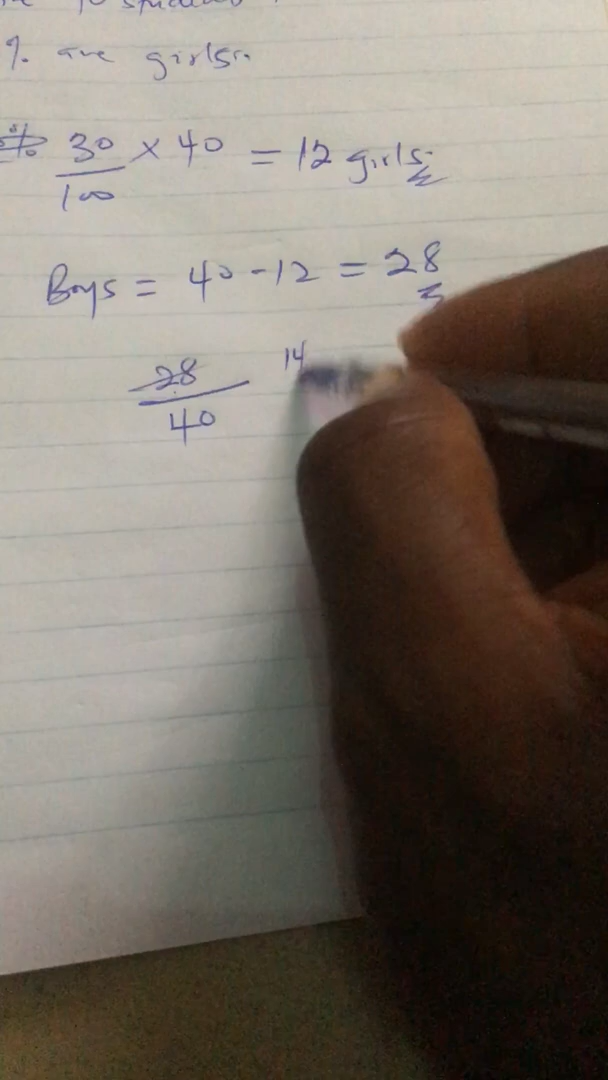 % are girls.
30/100 × 40 = 12 girls
Boys = 40 - 12 = 28
28/40 14